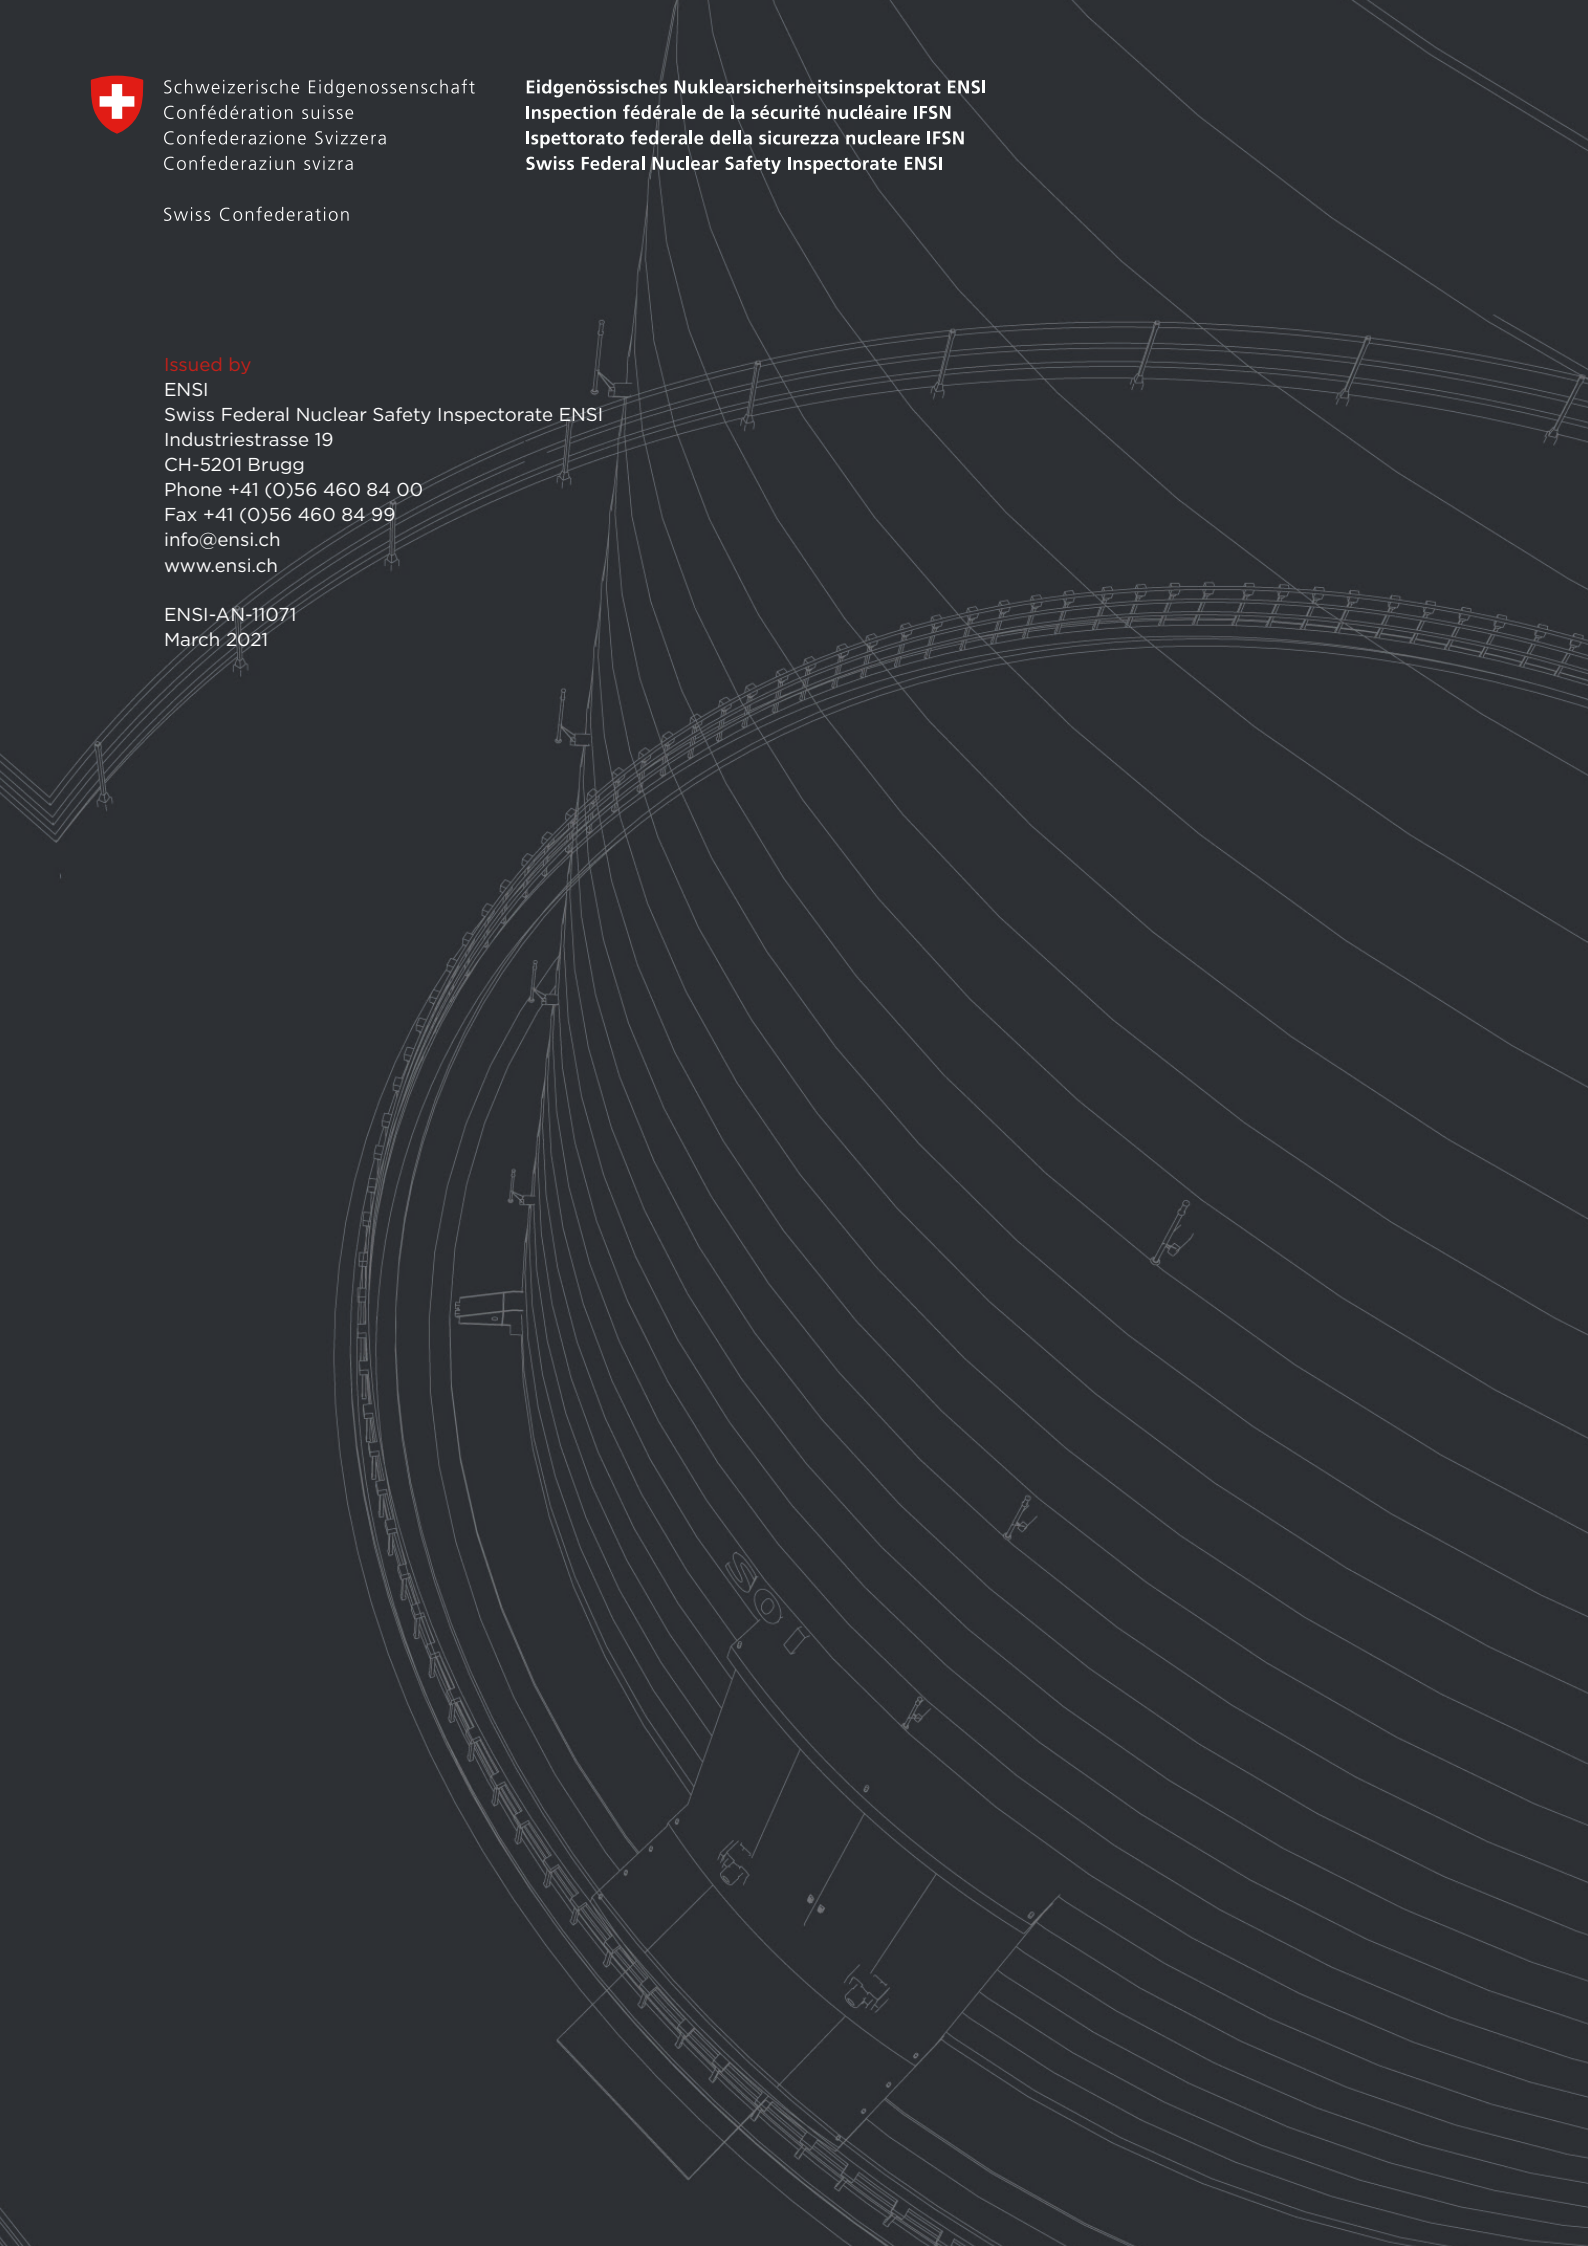 Schweizerische Eidgenossenschaft
Confédération suisse
Confederazione Svizzera
Confederaziun svizra
Swiss Confederation
Eidgenössisches Nuklearsicherheitsinspektorat ENSI
Inspection fédérale de la sécurité nucléaire IFSN
Ispettorato federale della sicurezza nucleare IFSN
Swiss Federal Nuclear Safety Inspectorate ENSI
Issued by
ENSI
Swiss Federal Nuclear Safety Inspectorate ENSI
Industriestrasse 19
CH-5201 Brugg
Phone +41 (0)56 460 84 00
Fax +41 (0)56 460 84 99
info@ensi.ch
www.ensi.ch
ENSI-AN-11071
March 2021